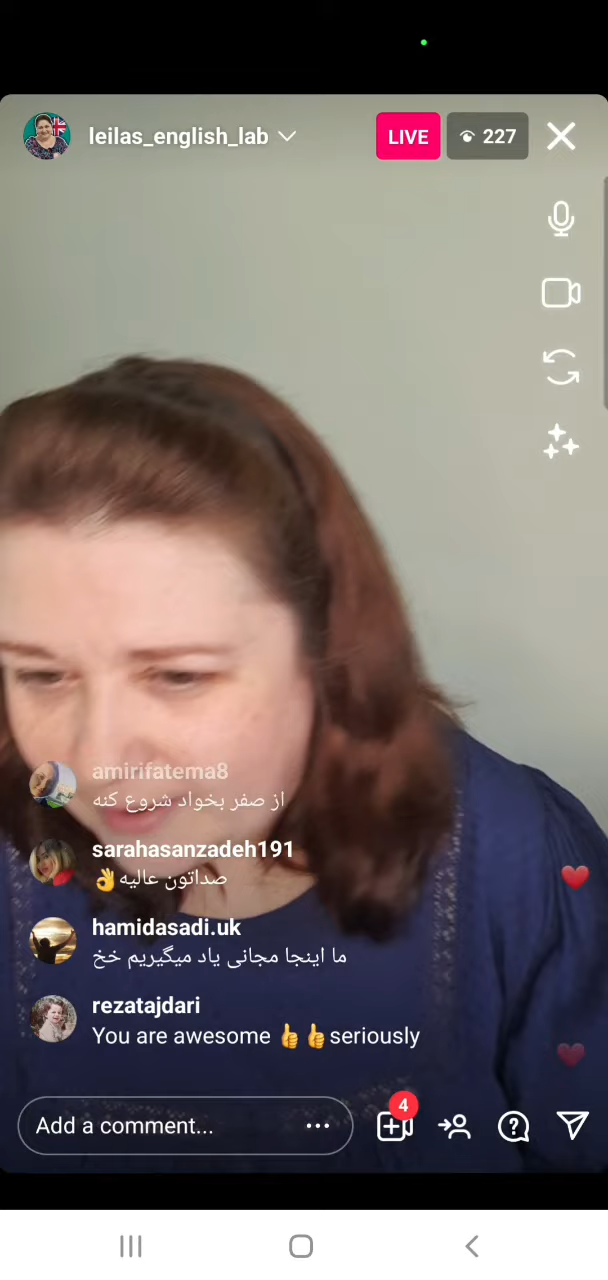 leilas_english_lab
LIVE
227
amirifatema8
از صفر بخواد شروع کنه
sarahasanzadeh191
صداتون عالیه👌
hamidasadi.uk
ما اینجا مجانی یاد میگیریم خخ
rezatajdari
You are awesome 👍👍seriously
4
Add a comment...